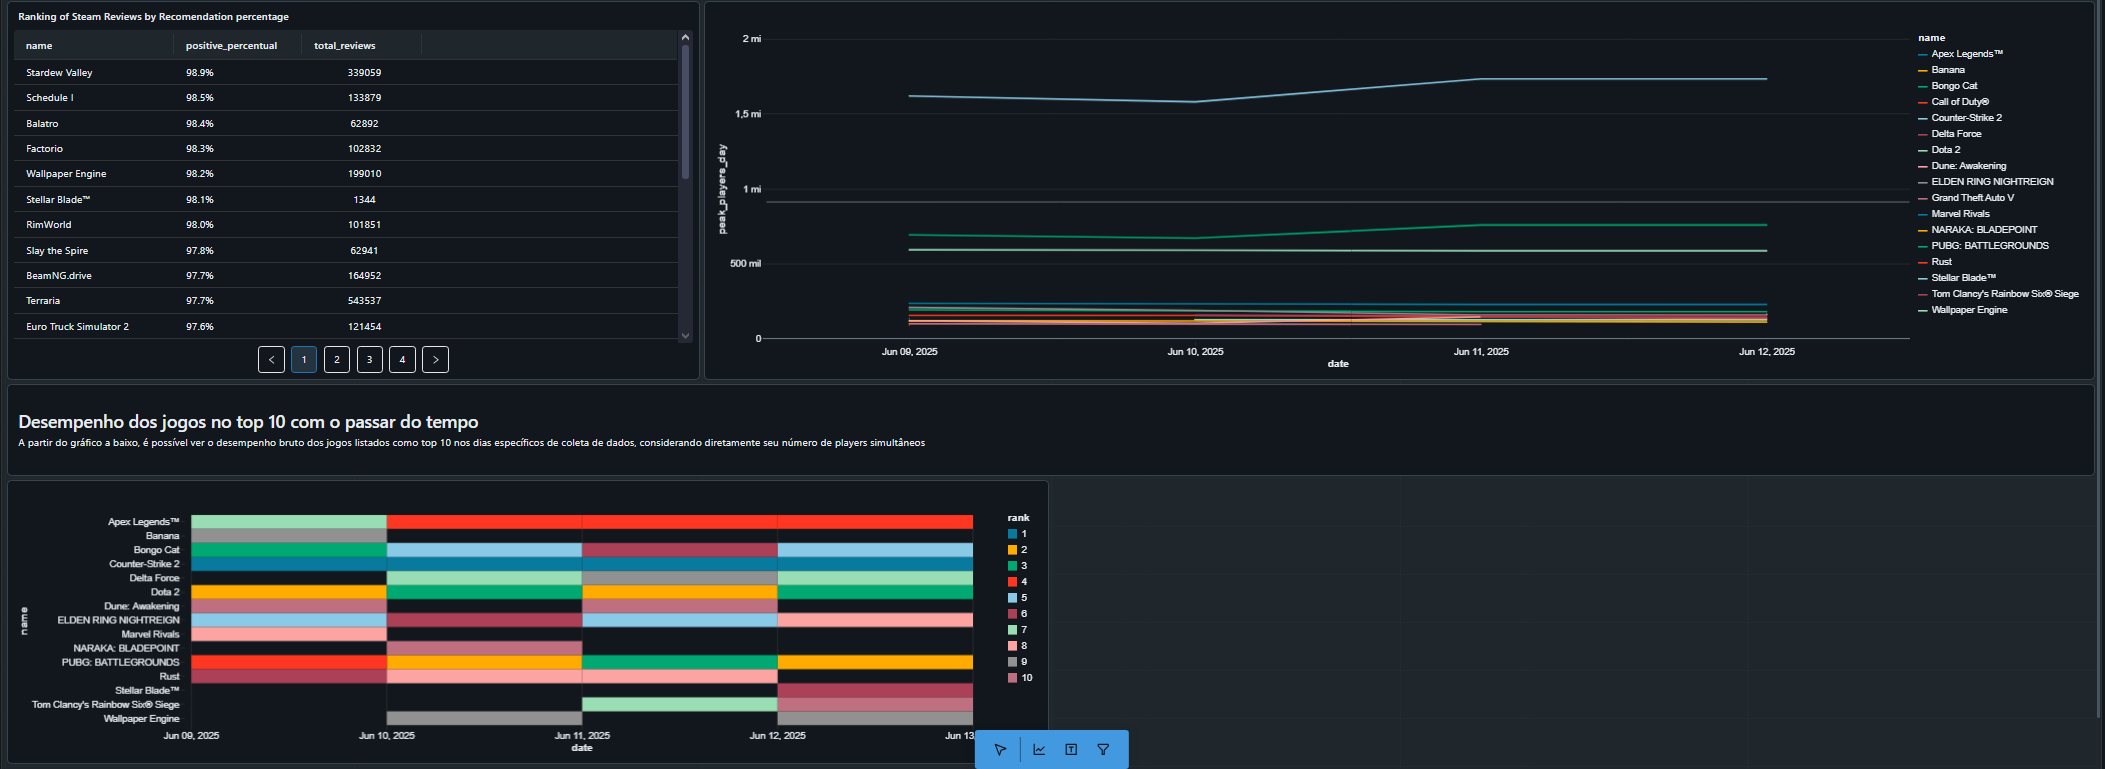 Ranking of Steam Reviews by Recomendation percentage
name positive_percentual total_reviews
Stardew Valley 98.9% 339059
Schedule I 98.5% 133879
Balatro 98.4% 62892
Factorio 98.3% 102832
Wallpaper Engine 98.2% 199010
Stellar Blade™ 98.1% 1344
RimWorld 98.0% 101851
Slay the Spire 97.8% 62941
BeamNG.drive 97.7% 164952
Terraria 97.7% 543537
Euro Truck Simulator 2 97.6% 121454
< 1 2 3 4 >
peak_players_day
2 mi
1,5 mi
1 mi
500 mil
0
Jun 09, 2025 Jun 10, 2025 Jun 11, 2025 Jun 12, 2025
date
name
Apex Legends™
Banana
Bongo Cat
Call of Duty®
Counter-Strike 2
Delta Force
Dota 2
Dune: Awakening
ELDEN RING NIGHTREIGN
Grand Theft Auto V
Marvel Rivals
NARAKA: BLADEPOINT
PUBG: BATTLEGROUNDS
Rust
Stellar Blade™
Tom Clancy's Rainbow Six® Siege
Wallpaper Engine
Desempenho dos jogos no top 10 com o passar do tempo
A partir do gráfico a baixo, é possível ver o desempenho bruto dos jogos listados como top 10 nos dias específicos de coleta de dados, considerando diretamente seu número de players simultâneos
name
Apex Legends™
Banana
Bongo Cat
Counter-Strike 2
Delta Force
Dota 2
Dune: Awakening
ELDEN RING NIGHTREIGN
Marvel Rivals
NARAKA: BLADEPOINT
PUBG: BATTLEGROUNDS
Rust
Stellar Blade™
Tom Clancy's Rainbow Six® Siege
Wallpaper Engine
Jun 09, 2025 Jun 10, 2025 Jun 11, 2025 Jun 12, 2025 Jun 13
date
rank
1
2
3
4
5
6
7
8
9
10